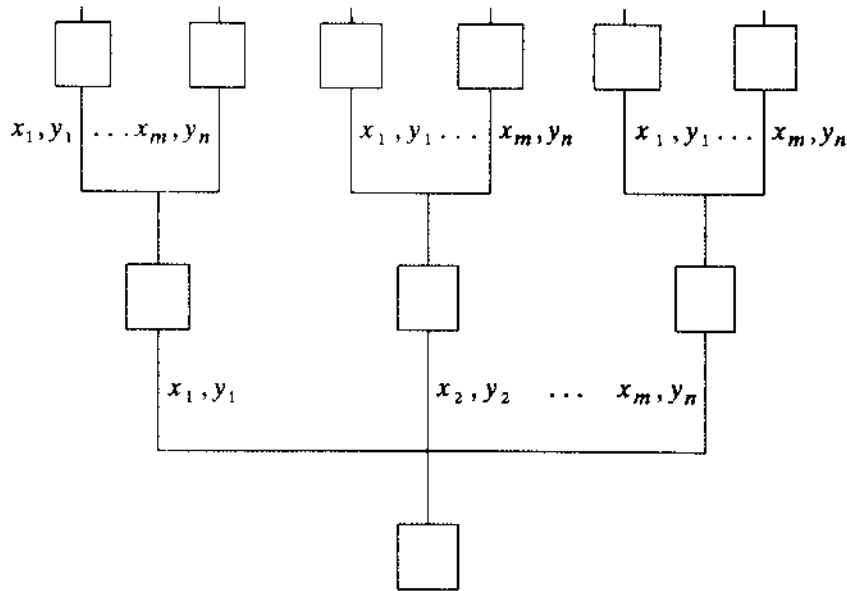 x₁, y₁ ... xₘ, yₙ x₁, y₁ ... xₘ, yₙ x₁, y₁ ... xₘ, yₙ
x₁, y₁ x₂, y₂ ... xₘ, yₙ